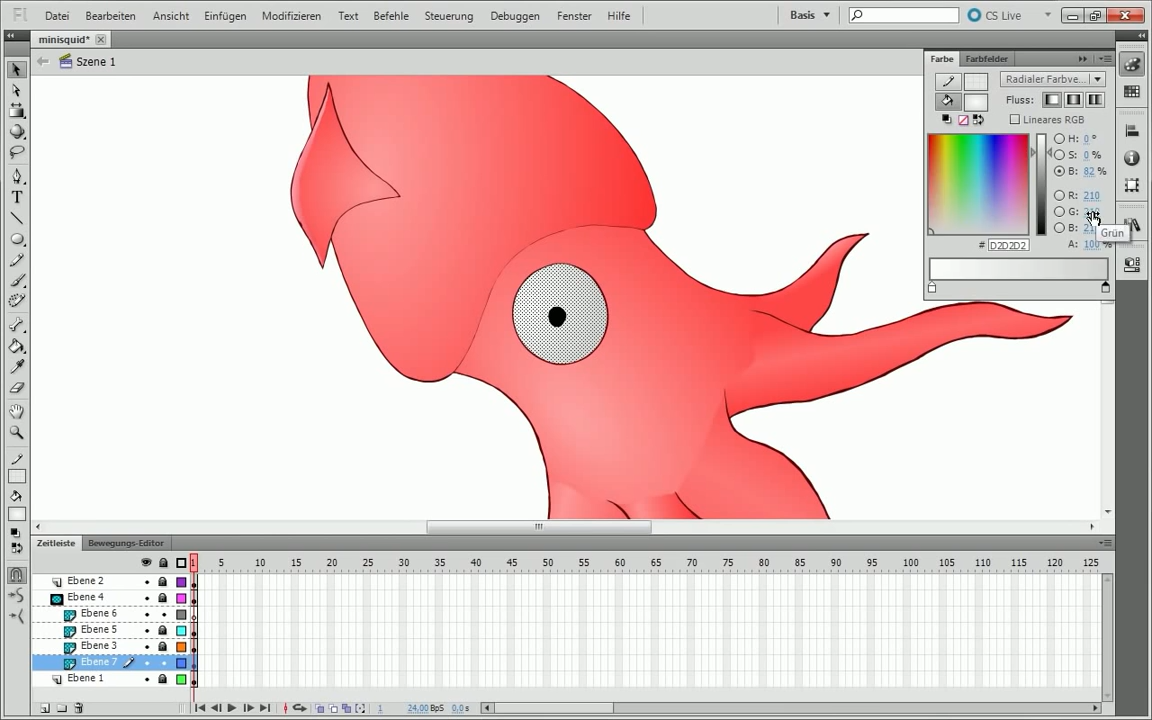 Fl Datei Bearbeiten Ansicht Einfügen Modifizieren Text Befehle Steuerung Debuggen Fenster Hilfe Basis CS Live
minisquid*
Szene 1
Farbe Farbfelder
Radialer Farbve...
Fluss:
Lineares RGB
H: 0 °
S: 0 %
B: 82 %
R: 210
G:
B:
Grün
A: 100 %
# D2D2D2
Zeitleiste Bewegungs-Editor
1 5 10 15 20 25 30 35 40 45 50 55 60 65 70 75 80 85 90 95 100 105 110 115 120 125
Ebene 2
Ebene 4
Ebene 6
Ebene 5
Ebene 3
Ebene 7
Ebene 1
1 24,00 BpS 0,0 s